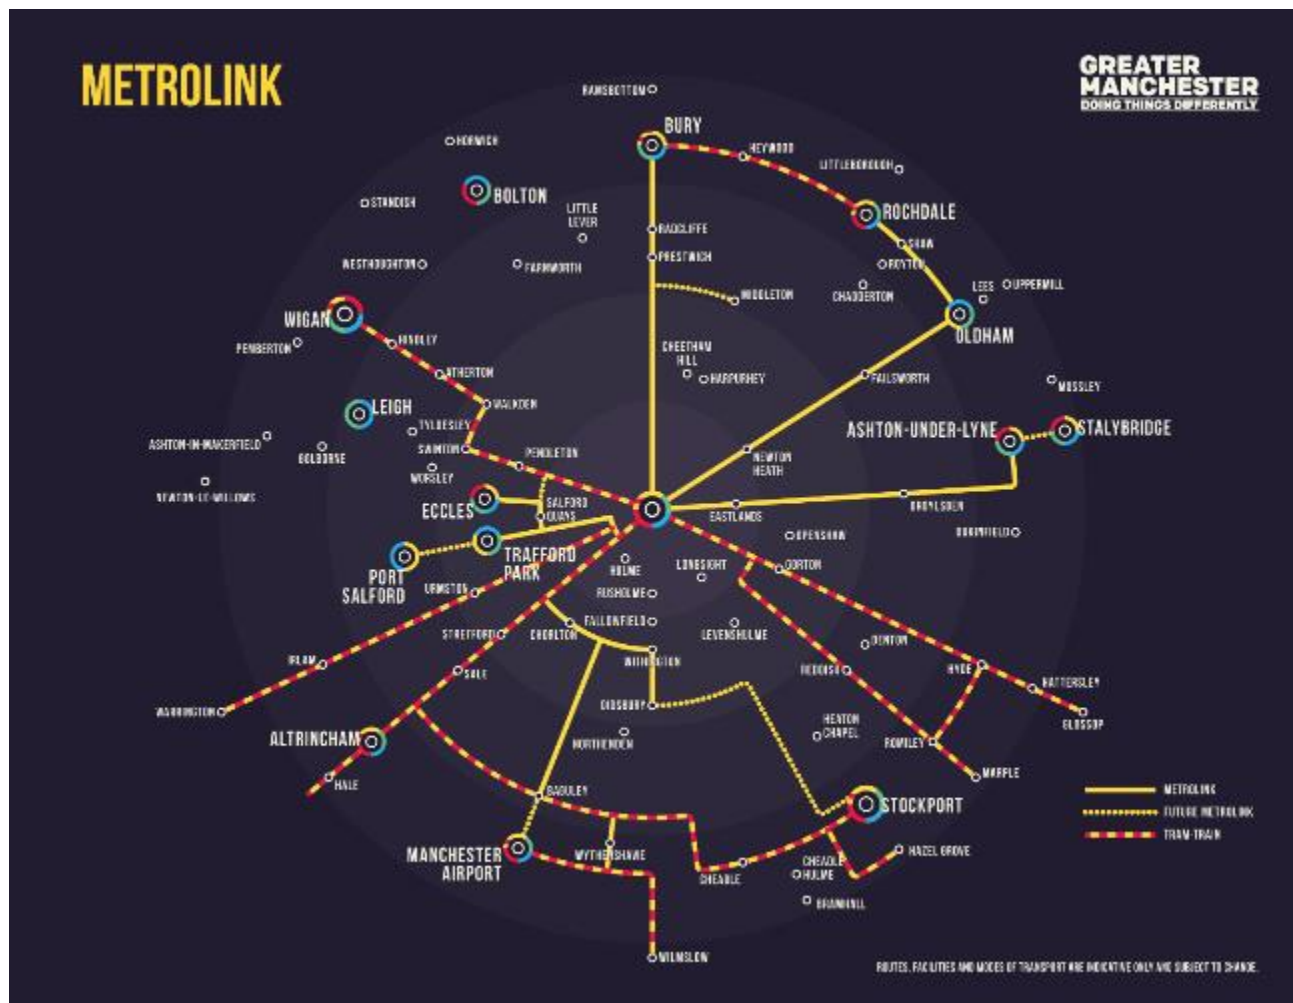 METROLINK
GREATER
MANCHESTER
DOING THINGS DIFFERENTLY
RAMSBOTTOM
BURY
HORWICH
HEYWOOD
LITTLEBOROUGH
BOLTON
STANDISH
LITTLE
LEVER
ROCHDALE
RADCLIFFE
SHAW
PRESTWICH
WESTHOUGHTON
FARNWORTH
ROYTON
MIDDLETON
CHADDERTON
LEES
UPPERMILL
WIGAN
OLDHAM
PEMBERTON
HINDLEY
CHEETHAM
HILL
HARPURHEY
ATHERTON
FAILSWORTH
MOSSLEY
LEIGH
WALKDEN
TYLDESLEY
ASHTON-UNDER-LYNE
STALYBRIDGE
ASHTON-IN-MAKERFIELD
GOLBORNE
SWINTON
PENDLETON
NEWTON
HEATH
WORSLEY
NEWTON-LE-WILLOWS
ECCLES
SALFORD
QUAYS
EASTLANDS
DROYLSDEN
DUKINFIELD
OPENSHAW
TRAFFORD
PARK
PORT
SALFORD
HULME
LONGSIGHT
GORTON
URMSTON
RUSHOLME
STRETFORD
CHORLTON
FALLOWFIELD
LEVENSHULME
DENTON
IRLAM
SALE
WITHINGTON
REDDISH
HYDE
HATTERSLEY
WARRINGTON
DIDSBURY
GLOSSOP
ALTRINCHAM
NORTHENDEN
HEATON
CHAPEL
ROMILEY
HALE
BAGULEY
MARPLE
STOCKPORT
METROLINK
FUTURE METROLINK
TRAM-TRAIN
MANCHESTER
AIRPORT
WYTHENSHAWE
CHEADLE
CHEADLE
HULME
HAZEL GROVE
BRAMHALL
WILMSLOW
ROUTES, FACILITIES AND MODES OF TRANSPORT ARE INDICATIVE ONLY AND SUBJECT TO CHANGE.